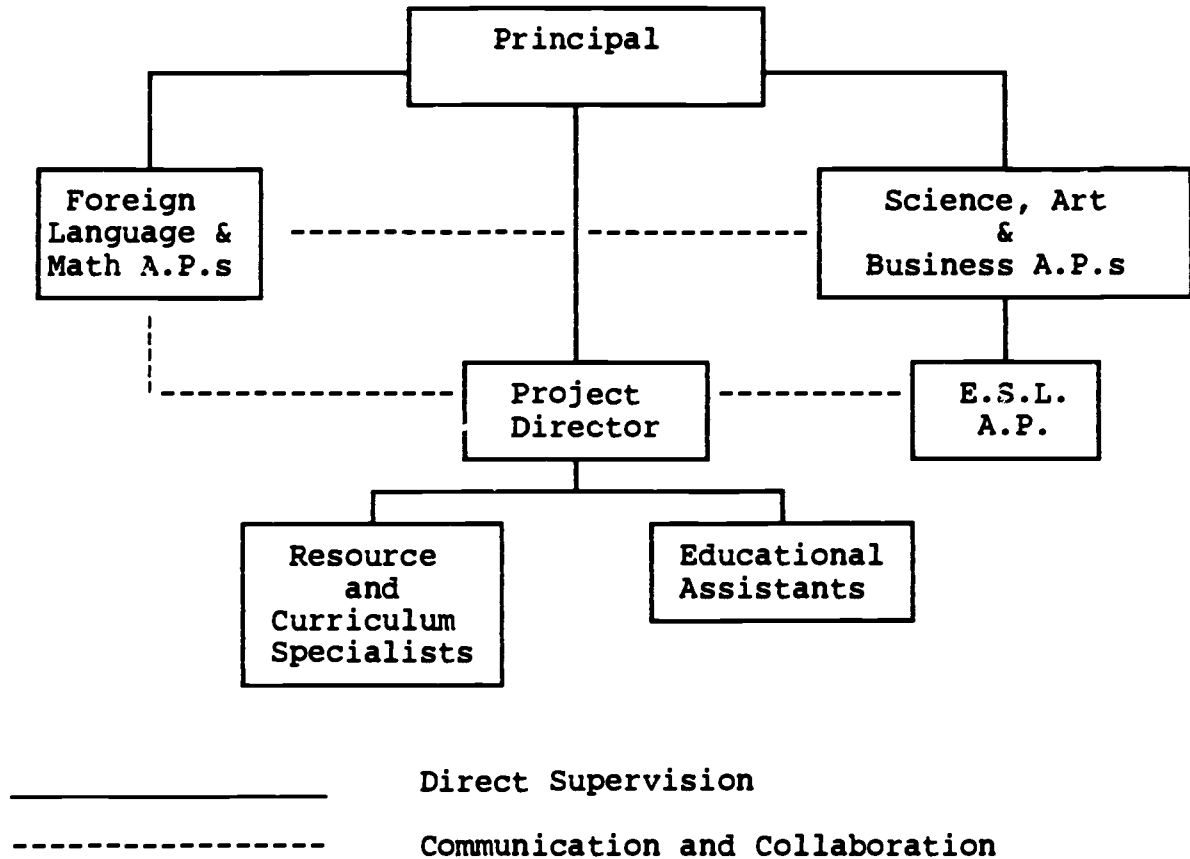 Principal
Foreign
Language &
Math A.P.s
Science, Art
&
Business A.P.s
Project
Director
E.S.L.
A.P.
Resource
and
Curriculum
Specialists
Educational
Assistants
Direct Supervision
Communication and Collaboration